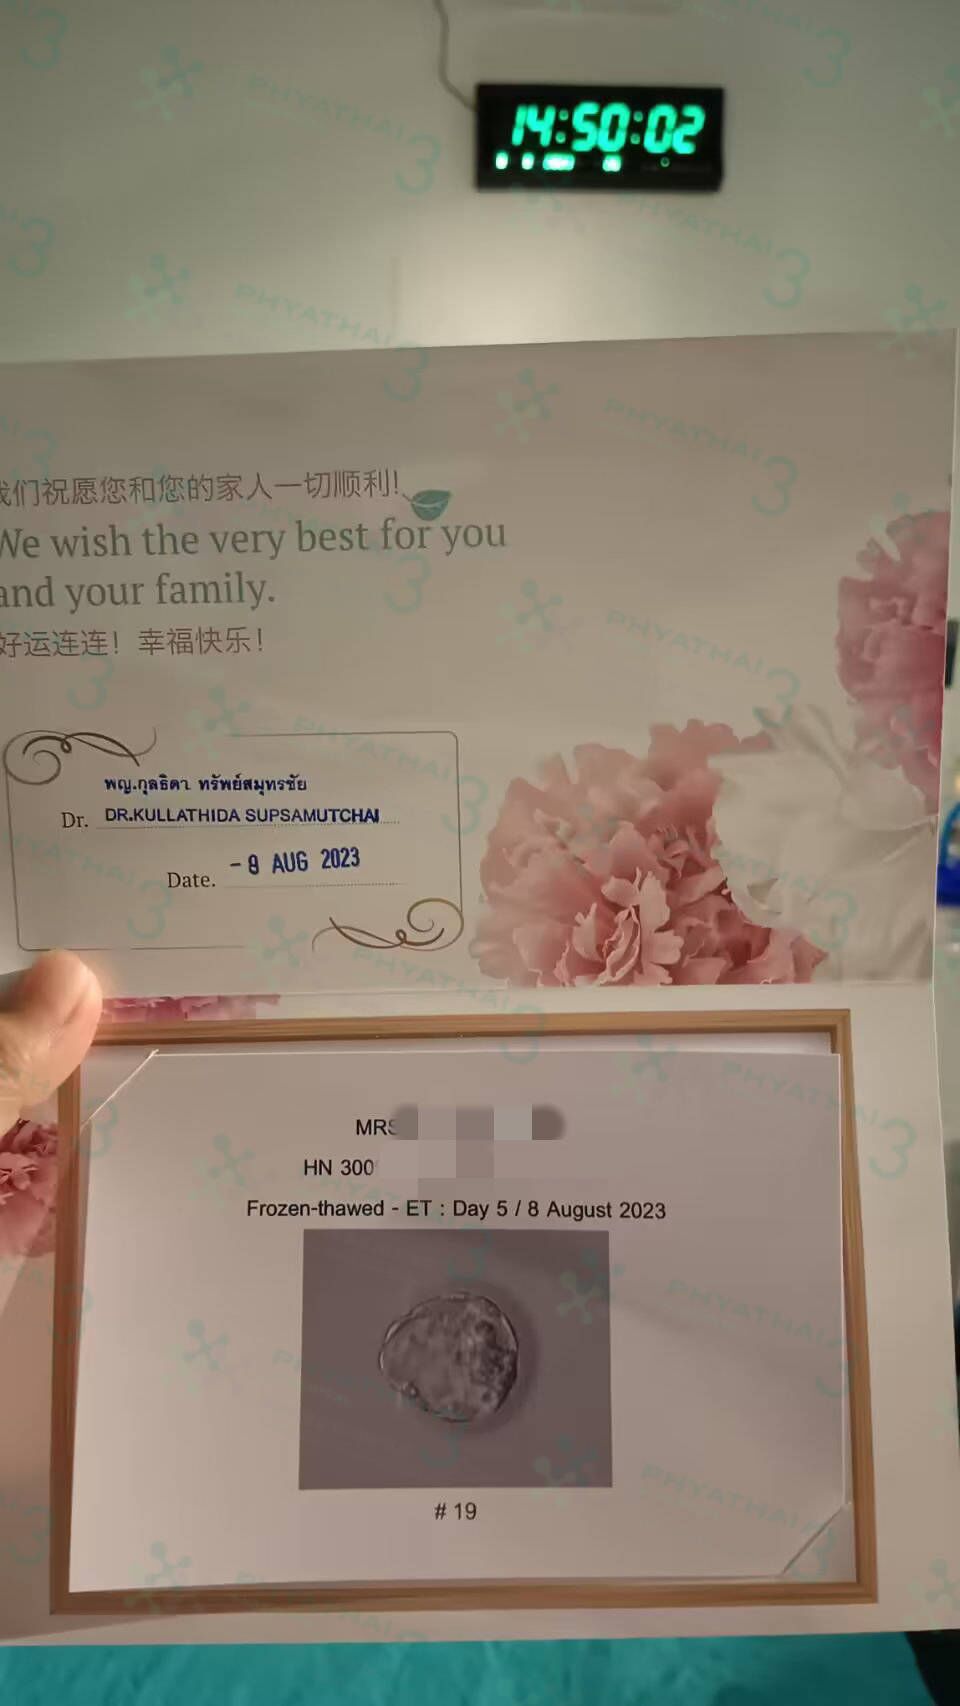 14:50:02
我们祝愿您和您的家人一切顺利!
We wish the very best for you
and your family.
好运连连！幸福快乐！
พญ.กุลธิดา ทรัพย์สมุทรชัย
Dr. DR.KULLATHIDA SUPSAMUTCHAI
Date. - 8 AUG 2023
MRS
HN 300
Frozen-thawed - ET : Day 5 / 8 August 2023
# 19
PHYATHAI 3